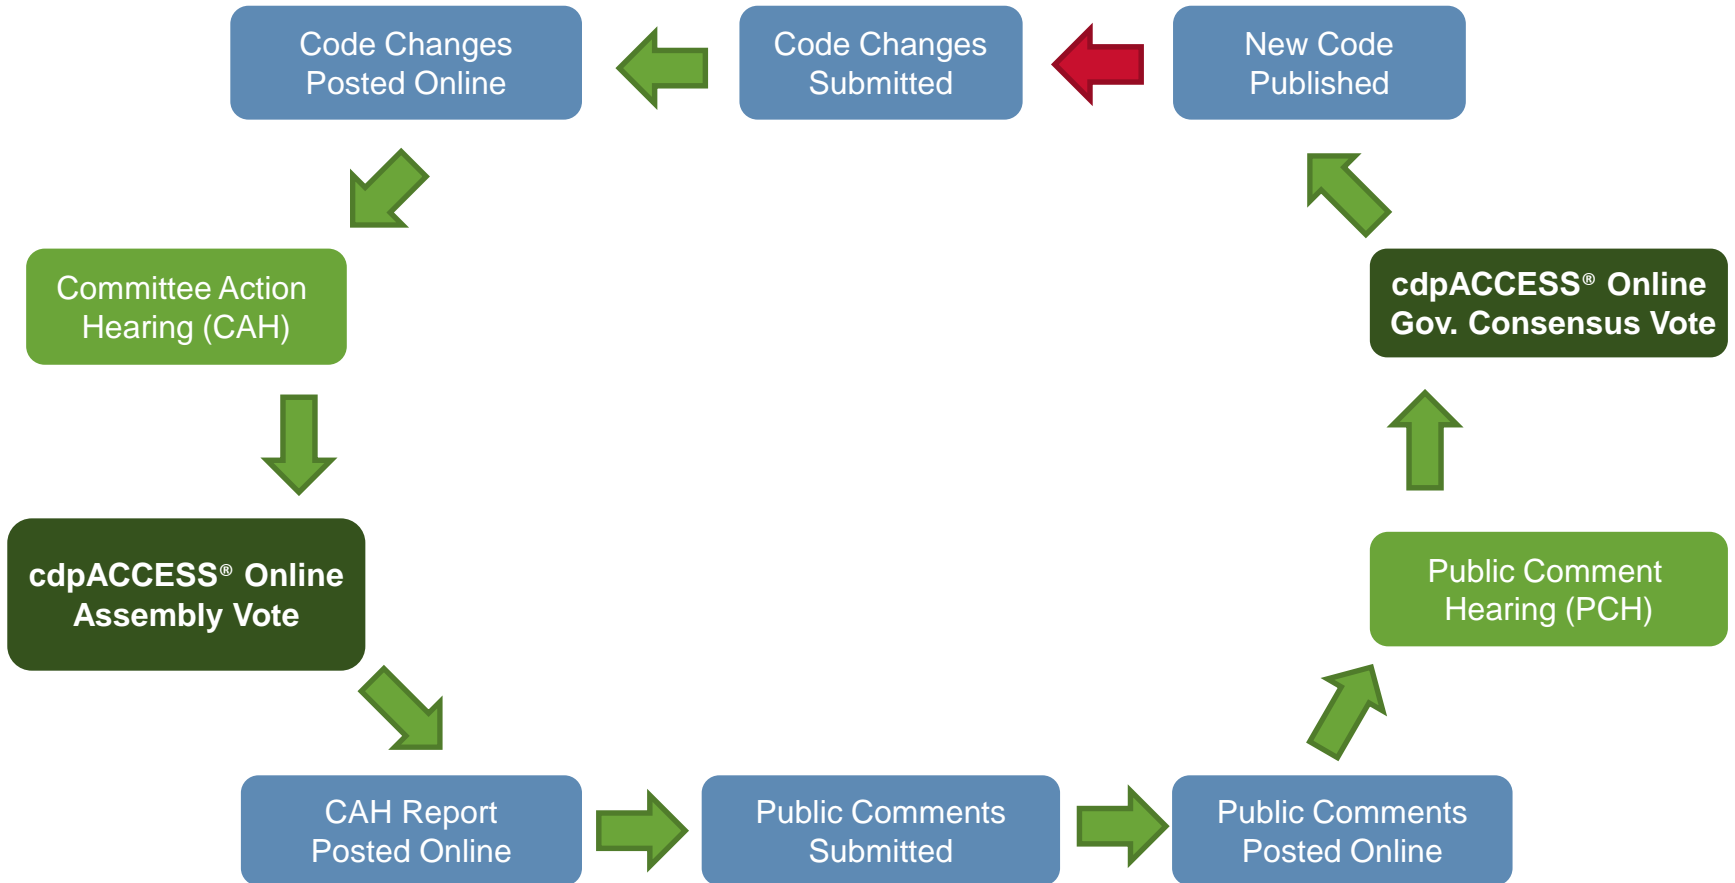 Code Changes
Posted Online
Code Changes
Submitted
New Code
Published
Committee Action
Hearing (CAH)
cdpACCESS® Online
Gov. Consensus Vote
cdpACCESS® Online
Assembly Vote
Public Comment
Hearing (PCH)
CAH Report
Posted Online
Public Comments
Submitted
Public Comments
Posted Online